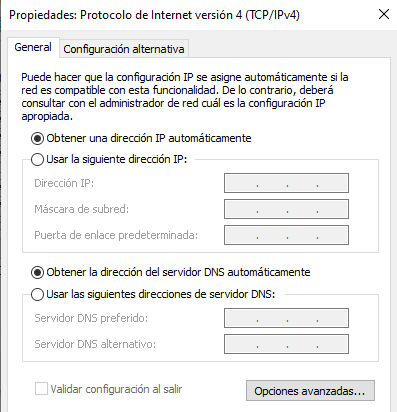 Propiedades: Protocolo de Internet versión 4 (TCP/IPv4)
General
Configuración alternativa
Puede hacer que la configuración IP se asigne automáticamente si la
red es compatible con esta funcionalidad. De lo contrario, deberá
consultar con el administrador de red cuál es la configuración IP
apropiada.
Obtener una dirección IP automáticamente
Usar la siguiente dirección IP:
Dirección IP:
Máscara de subred:
Puerta de enlace predeterminada:
Obtener la dirección del servidor DNS automáticamente
Usar las siguientes direcciones de servidor DNS:
Servidor DNS preferido:
Servidor DNS alternativo:
Validar configuración al salir
Opciones avanzadas...